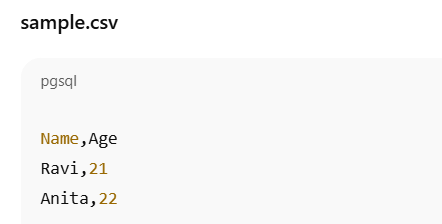 sample.csv
pgsql
Name,Age
Ravi,21
Anita,22